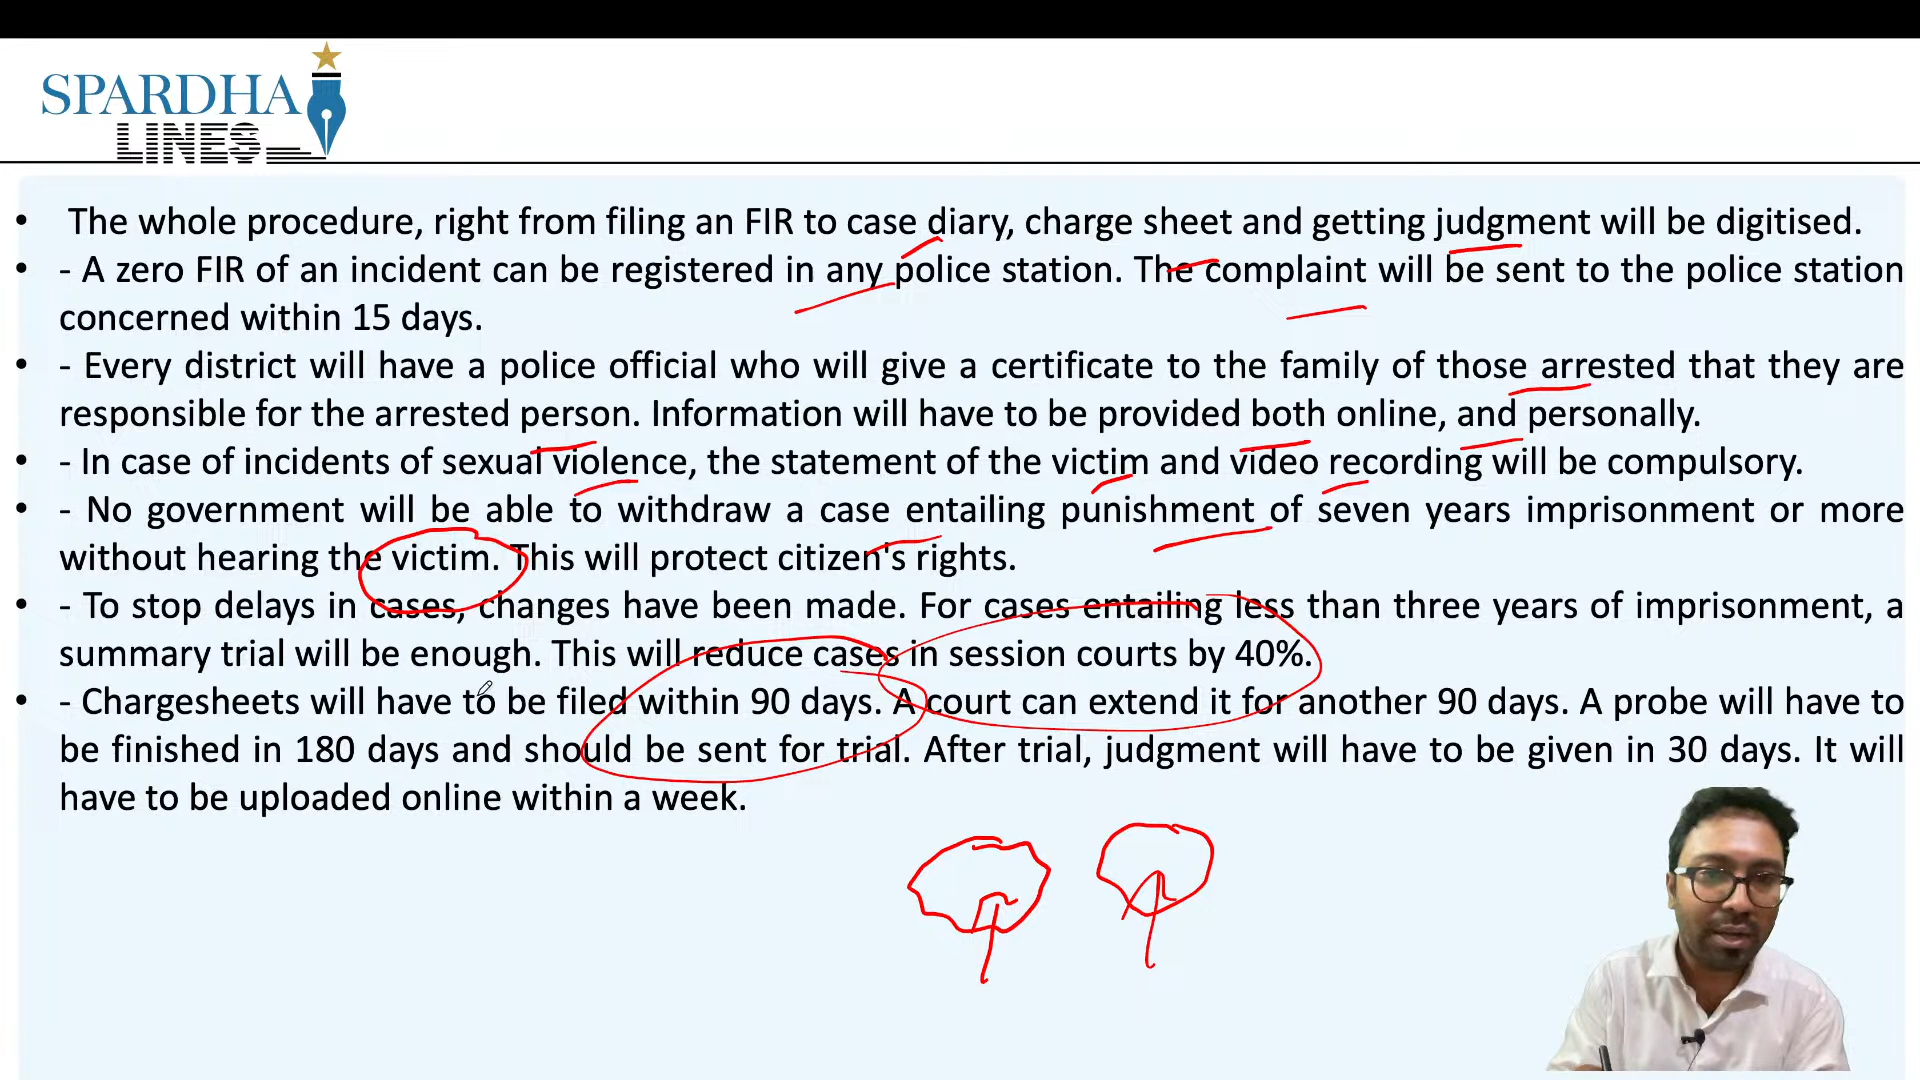 SPARDHA
LINES
• The whole procedure, right from filing an FIR to case diary, charge sheet and getting judgment will be digitised.
• - A zero FIR of an incident can be registered in any police station. The complaint will be sent to the police station
concerned within 15 days.
• - Every district will have a police official who will give a certificate to the family of those arrested that they are
responsible for the arrested person. Information will have to be provided both online, and personally.
• - In case of incidents of sexual violence, the statement of the victim and video recording will be compulsory.
• - No government will be able to withdraw a case entailing punishment of seven years imprisonment or more
without hearing the victim. This will protect citizen's rights.
• - To stop delays in cases, changes have been made. For cases entailing less than three years of imprisonment, a
summary trial will be enough. This will reduce cases in session courts by 40%.
• - Chargesheets will have to be filed within 90 days. A court can extend it for another 90 days. A probe will have to
be finished in 180 days and should be sent for trial. After trial, judgment will have to be given in 30 days. It will
have to be uploaded online within a week.